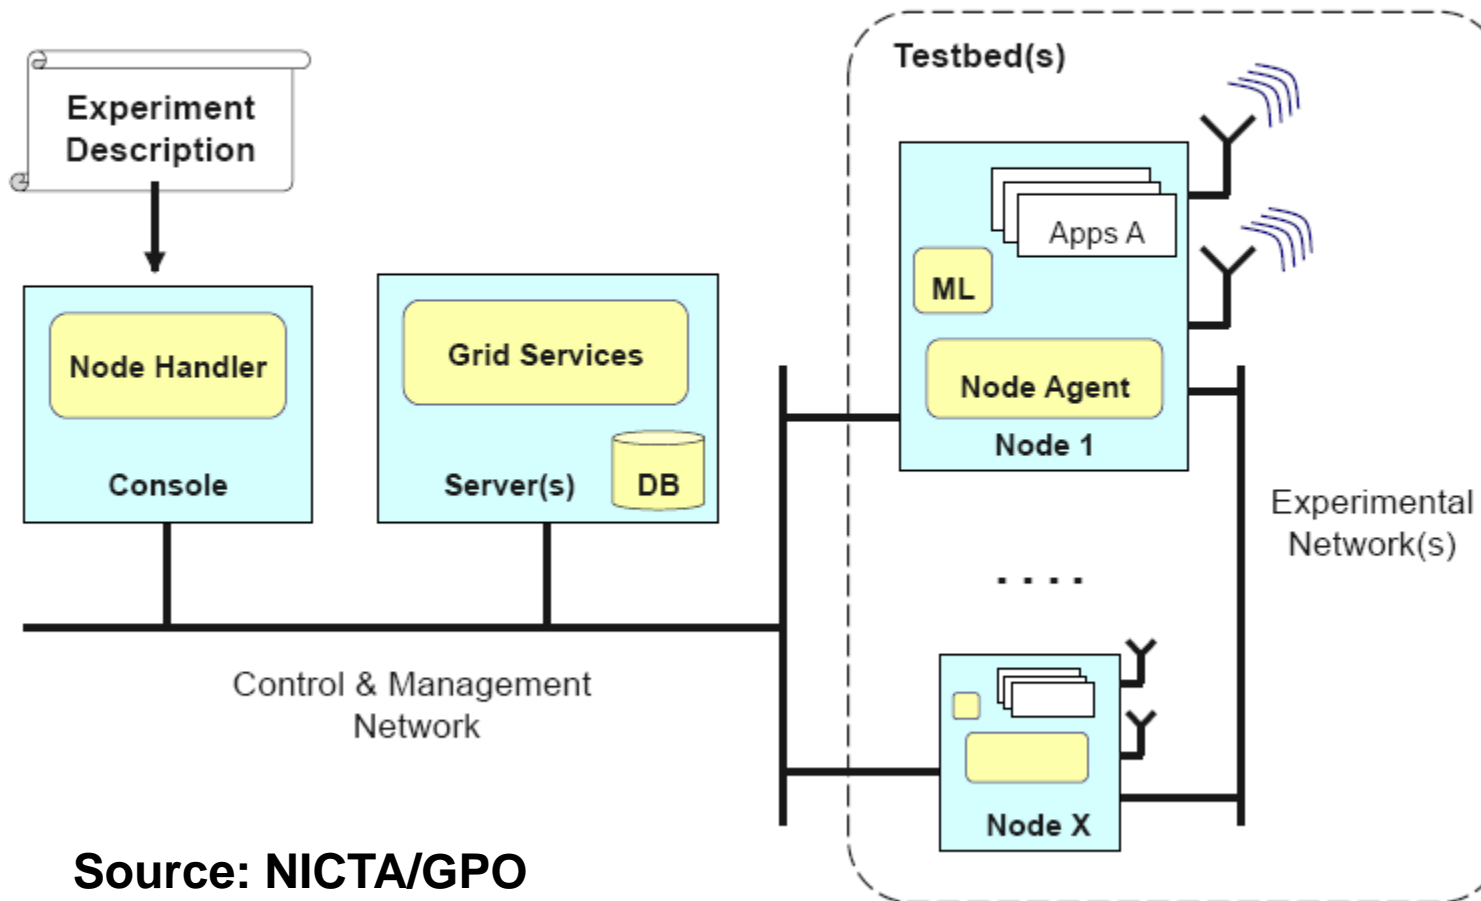 Experiment
Description
Node Handler
Console
Grid Services
Server(s)
DB
Control & Management
Network
Testbed(s)
Apps A
ML
Node Agent
Node 1
Experimental
Network(s)
. . . .
Node X
Source: NICTA/GPO